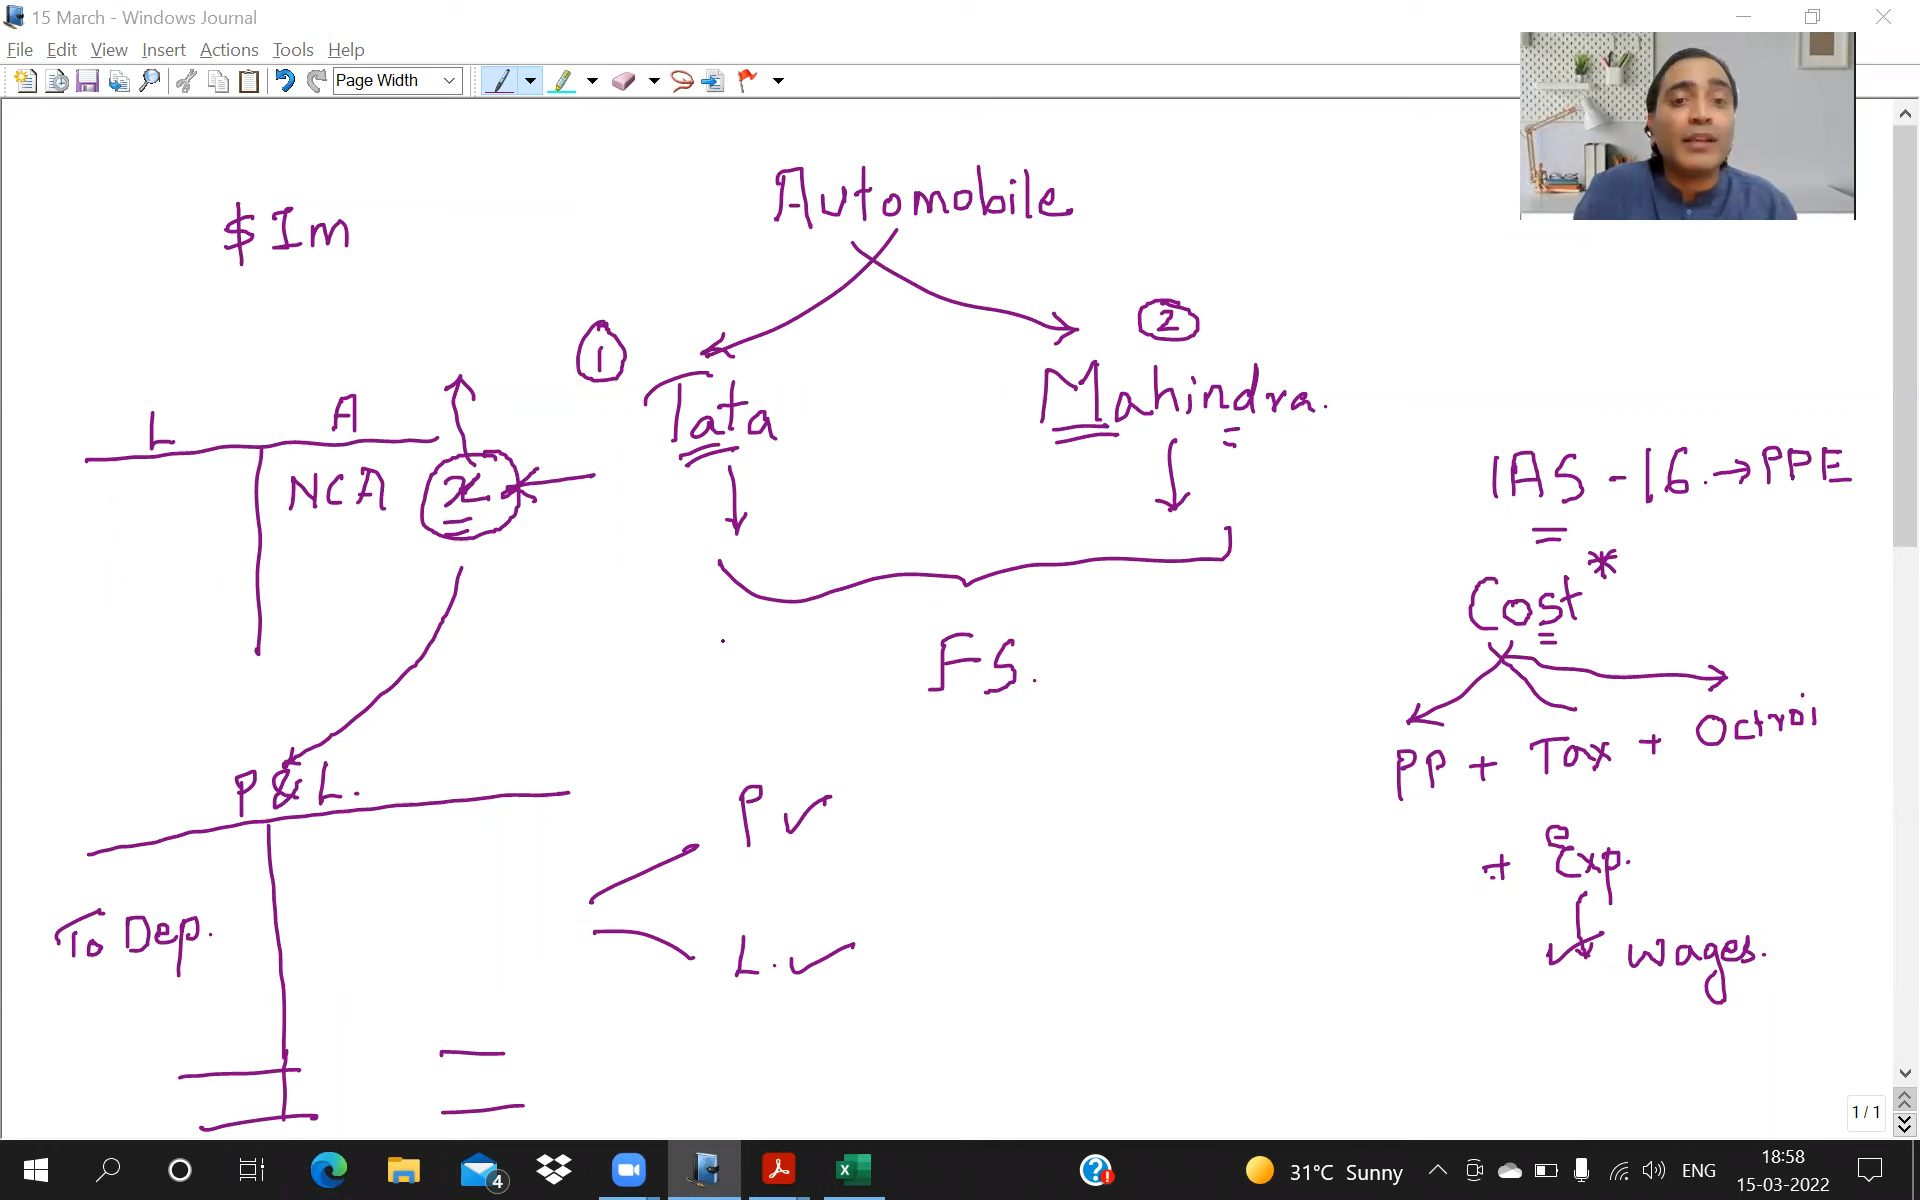 15 March - Windows Journal
File Edit View Insert Actions Tools Help
Page Width
Automobile
$ 1m
1
2
Tata
Mahindra.
L
A
NCA
x
IAS - 16. → PPE
Cost *
FS.
PP + Tax + Octroi
P & L.
P ✓
+ Exp.
To Dep.
L. ✓
wages.
1 / 1
4
31°C Sunny
ENG
18:58
15-03-2022